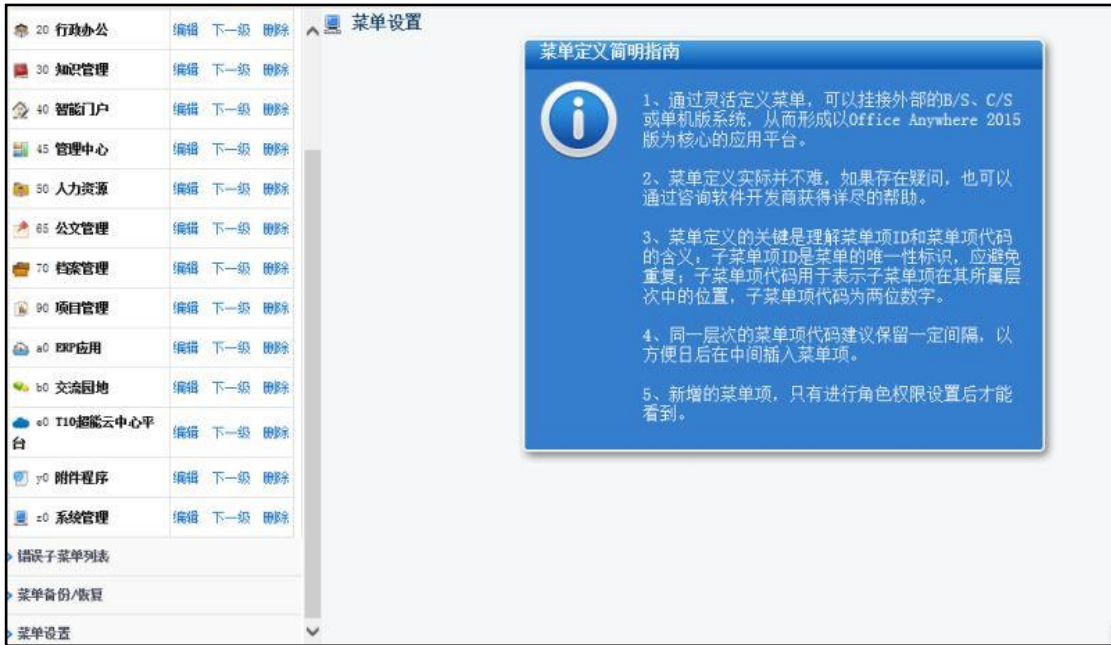 菜单设置
20 行政办公 编辑 下一级 删除
30 知识管理 编辑 下一级 删除
40 智能门户 编辑 下一级 删除
45 管理中心 编辑 下一级 删除
50 人力资源 编辑 下一级 删除
65 公文管理 编辑 下一级 删除
70 档案管理 编辑 下一级 删除
90 项目管理 编辑 下一级 删除
a0 ERP应用 编辑 下一级 删除
b0 交流园地 编辑 下一级 删除
e0 T10超能云中心平
台 编辑 下一级 删除
y0 附件程序 编辑 下一级 删除
z0 系统管理 编辑 下一级 删除
错误子菜单列表
菜单备份/恢复
菜单设置
菜单定义简明指南
1、通过灵活定义菜单，可以挂接外部的B/S、C/S
或单机版系统，从而形成以Office Anywhere 2015
版为核心的应用平台。
2、菜单定义实际并不难，如果存在疑问，也可以
通过咨询软件开发商获得详尽的帮助。
3、菜单定义的关键是理解菜单项ID和菜单项代码
的含义；子菜单项ID是菜单的唯一性标识，应避免
重复；子菜单项代码用于表示子菜单项在其所属层
次中的位置，子菜单项代码为两位数字。
4、同一层次的菜单项代码建议保留一定间隔，以
方便日后在中间插入菜单项。
5、新增的菜单项，只有进行角色权限设置后才能
看到。